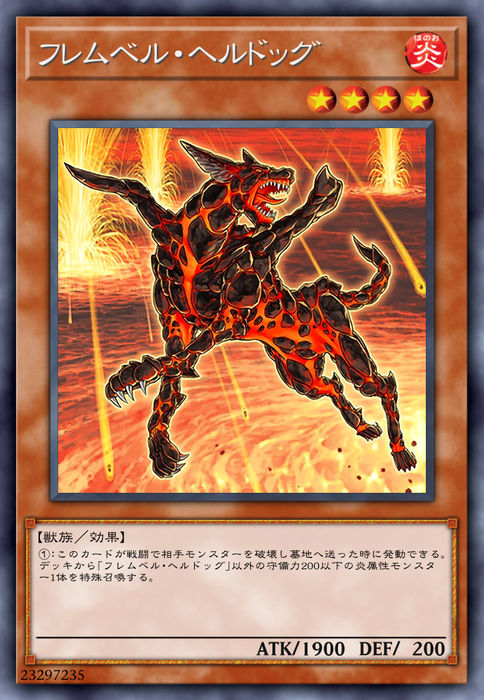 フレムベル・ヘルドッグ
ほのお
炎
【獣族／効果】
①:このカードが戦闘で相手モンスターを破壊し墓地へ送った時に発動できる。
デッキから「フレムベル・ヘルドッグ」以外の守備力200以下の炎属性モンスタ
ー1体を特殊召喚する。
ATK/1900 DEF/ 200
23297235